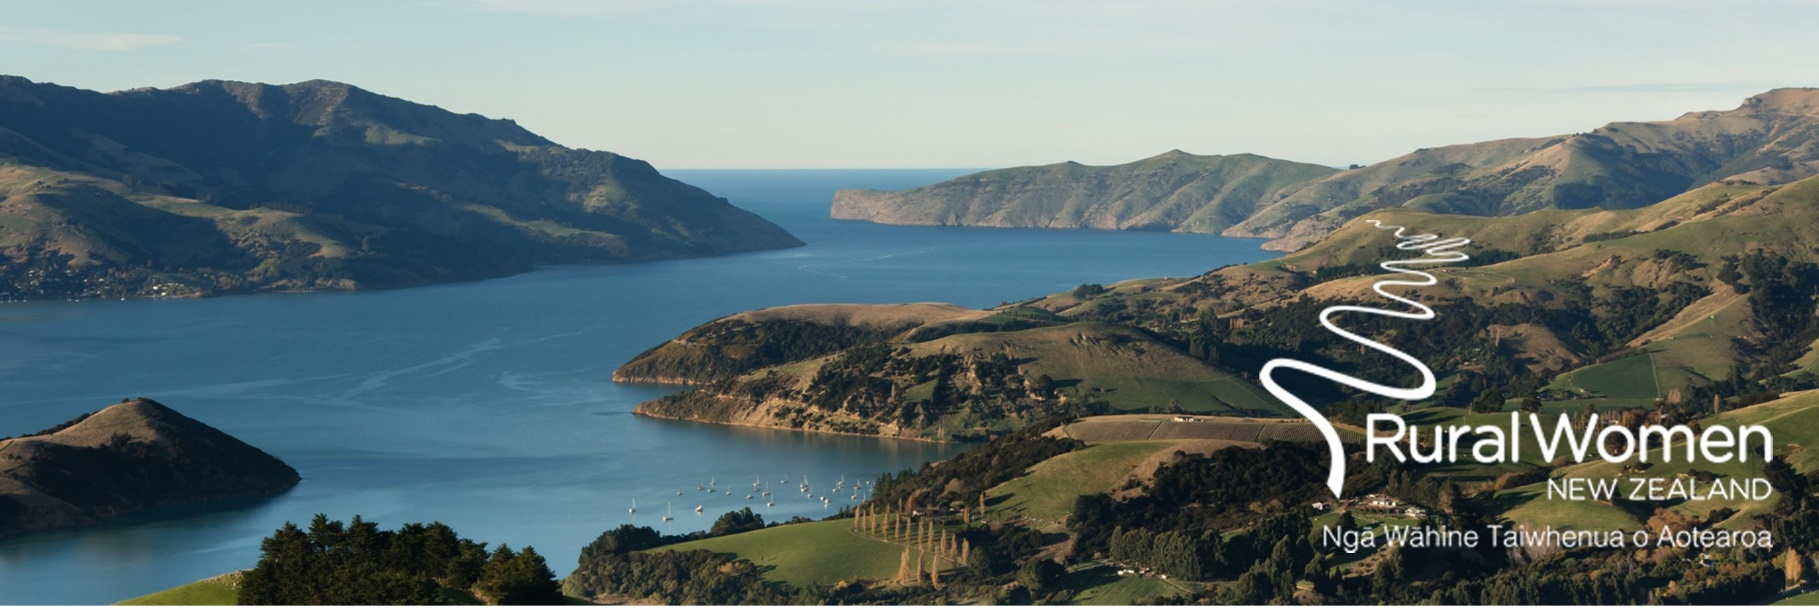 Rural Women
NEW ZEALAND
Ngā Wāhine Taiwhenua o Aotearoa